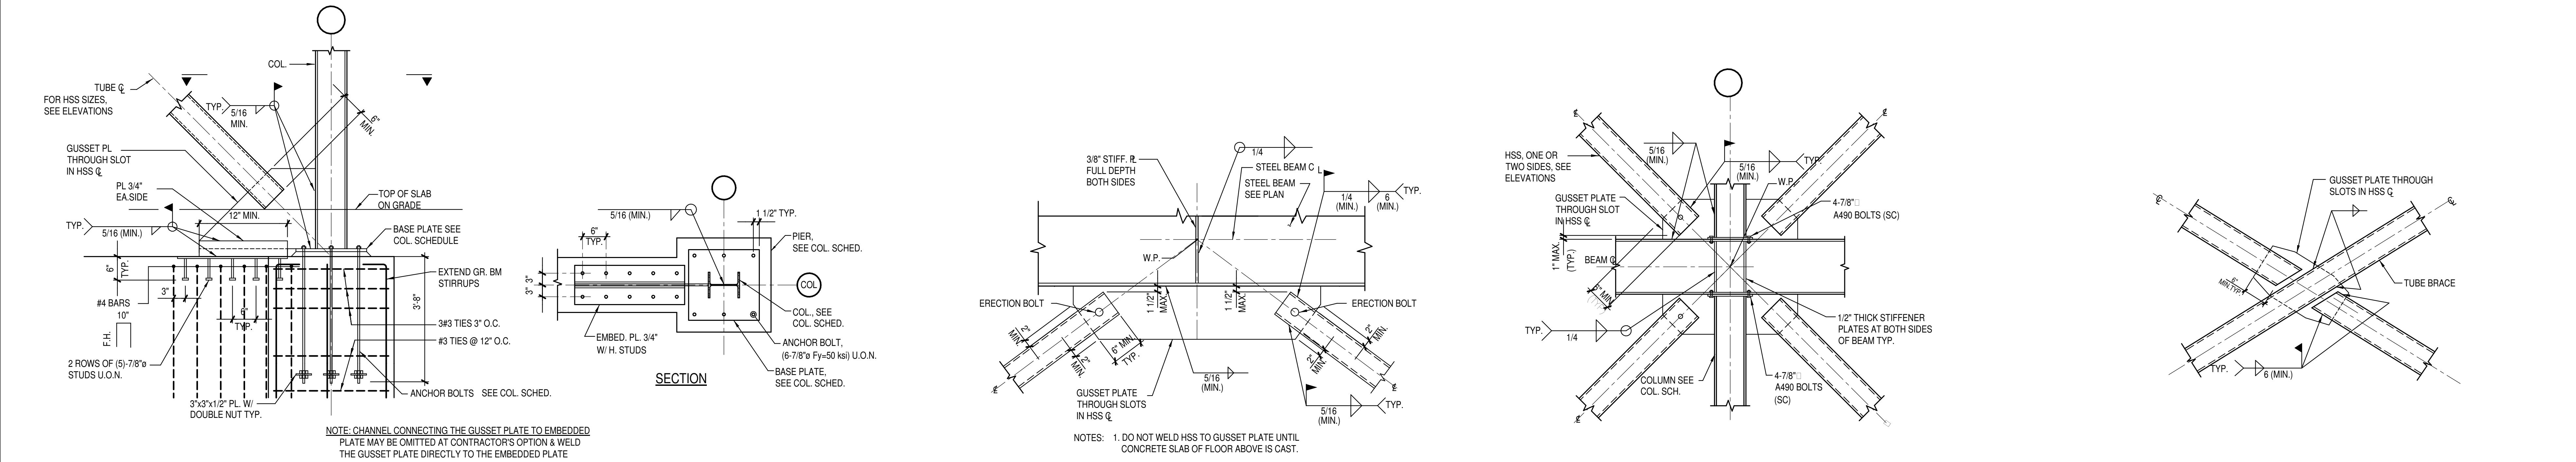 COL.
TUBE ℄
FOR HSS SIZES,
SEE ELEVATIONS
TYP.
5/16
MIN.
6"
MIN.
GUSSET PL
THROUGH SLOT
IN HSS ℄
PL 3/4"
EA.SIDE
12" MIN.
TOP OF SLAB
ON GRADE
TYP.
5/16 (MIN.)
BASE PLATE SEE
COL. SCHEDULE
6"
TYP.
EXTEND GR. BM
STIRRUPS
3"
#4 BARS
10"
F.H.
6"
TYP.
3'-8"
3#3 TIES 3" O.C.
#3 TIES @ 12" O.C.
2 ROWS OF (5)-7/8"ø
STUDS U.O.N.
ANCHOR BOLTS SEE COL. SCHED.
3"x3"x1/2" PL. W/
DOUBLE NUT TYP.
NOTE: CHANNEL CONNECTING THE GUSSET PLATE TO EMBEDDED
PLATE MAY BE OMITTED AT CONTRACTOR'S OPTION & WELD
THE GUSSET PLATE DIRECTLY TO THE EMBEDDED PLATE
5/16 (MIN.)
1 1/2" TYP.
6"
TYP.
PIER,
SEE COL. SCHED.
3" 3"
COL
COL., SEE
COL. SCHED.
EMBED. PL. 3/4"
W/ H. STUDS
ANCHOR BOLT,
(6-7/8"ø Fy=50 ksi) U.O.N.
BASE PLATE,
SEE COL. SCHED.
SECTION
1/4
3/8" STIFF. ℞
FULL DEPTH
BOTH SIDES
STEEL BEAM C L
STEEL BEAM
SEE PLAN
1/4
(MIN.)
6
(MIN.)
TYP.
W.P.
ERECTION BOLT
1 1/2"
MAX.
1 1/2"
MAX.
ERECTION BOLT
2"
MIN.
2"
MIN.
6" MIN.
TYP.
2"
MIN.
2"
MIN.
℄
℄
5/16
(MIN.)
GUSSET PLATE
THROUGH SLOTS
IN HSS ℄
5/16
(MIN.)
TYP.
NOTES: 1. DO NOT WELD HSS TO GUSSET PLATE UNTIL
CONCRETE SLAB OF FLOOR ABOVE IS CAST.
℄
℄
5/16
(MIN.)
5/16
(MIN.)
TYP.
HSS, ONE OR
TWO SIDES, SEE
ELEVATIONS
W.P.
GUSSET PLATE
THROUGH SLOT
IN HSS ℄
4-7/8"□
A490 BOLTS (SC)
1" MAX.
(TYP.)
BEAM ℄
6" MIN.
1/4
TYP.
1/2" THICK STIFFENER
PLATES AT BOTH SIDES
OF BEAM TYP.
COLUMN SEE
COL. SCH.
4-7/8"□
A490 BOLTS
(SC)
℄
GUSSET PLATE THROUGH
SLOTS IN HSS ℄
℄
℄
6"
MIN.TYP.
TUBE BRACE
TYP.
6 (MIN.)